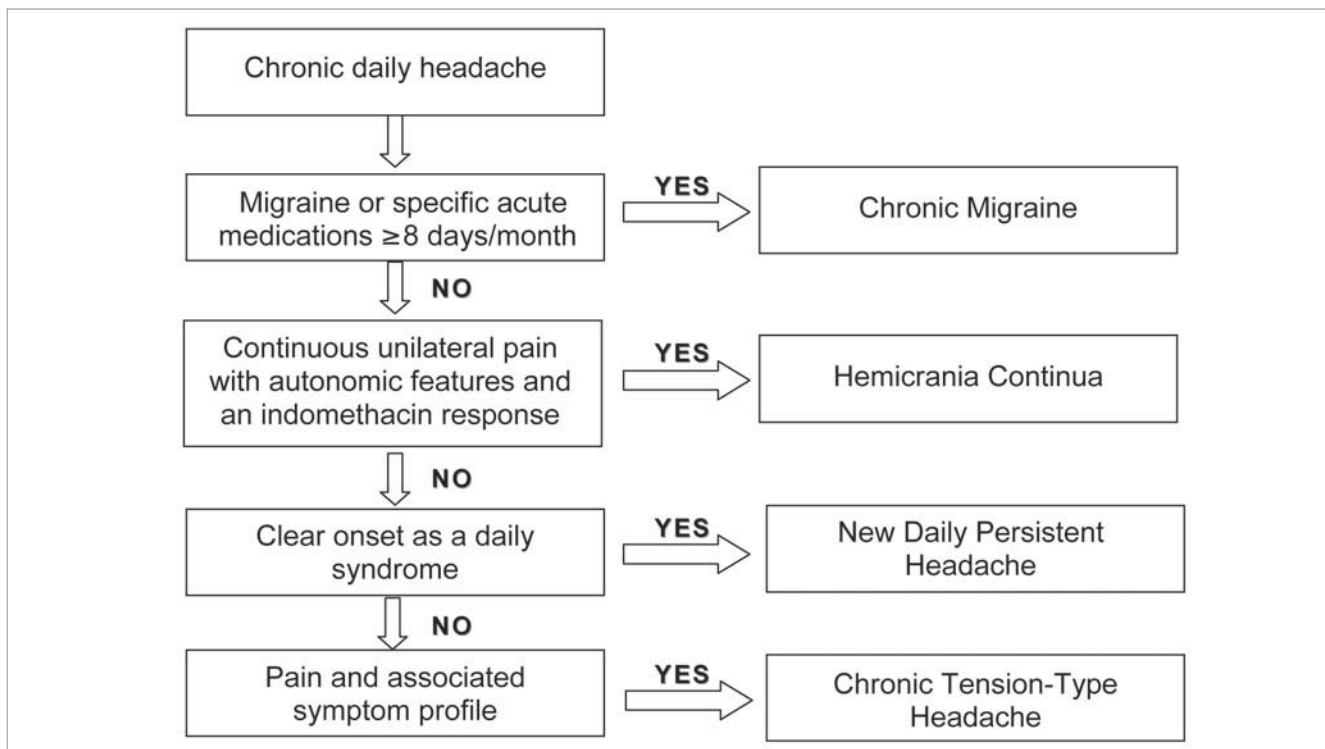 Chronic daily headache
Migraine or specific acute
medications ≥8 days/month
YES
Chronic Migraine
NO
Continuous unilateral pain
with autonomic features and
an indomethacin response
YES
Hemicrania Continua
NO
Clear onset as a daily
syndrome
YES
New Daily Persistent
Headache
NO
Pain and associated
symptom profile
YES
Chronic Tension-Type
Headache